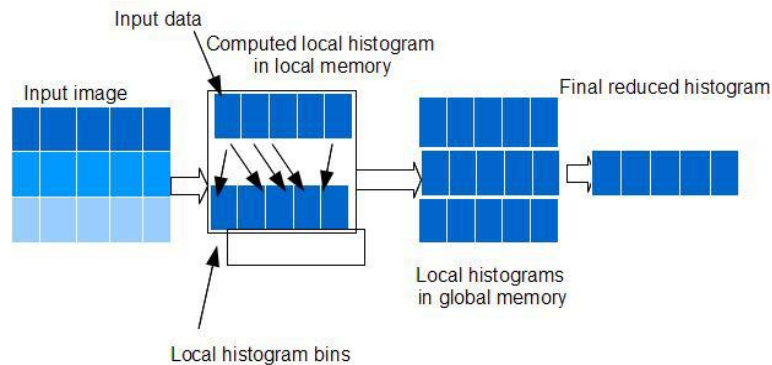 Input data
Computed local histogram
in local memory
Input image
Final reduced histogram
Local histograms
in global memory
Local histogram bins